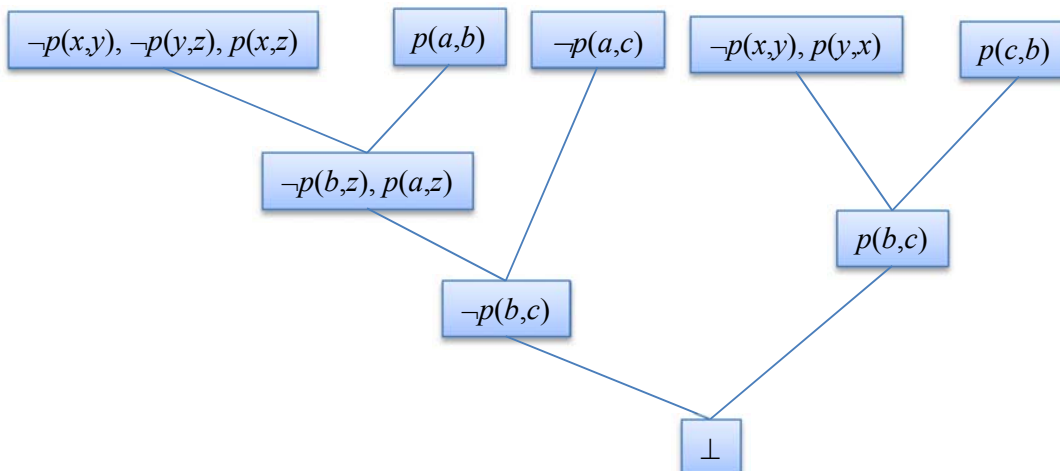 ¬p(x,y), ¬p(y,z), p(x,z)
p(a,b)
¬p(a,c)
¬p(x,y), p(y,x)
p(c,b)
¬p(b,z), p(a,z)
p(b,c)
¬p(b,c)
⊥